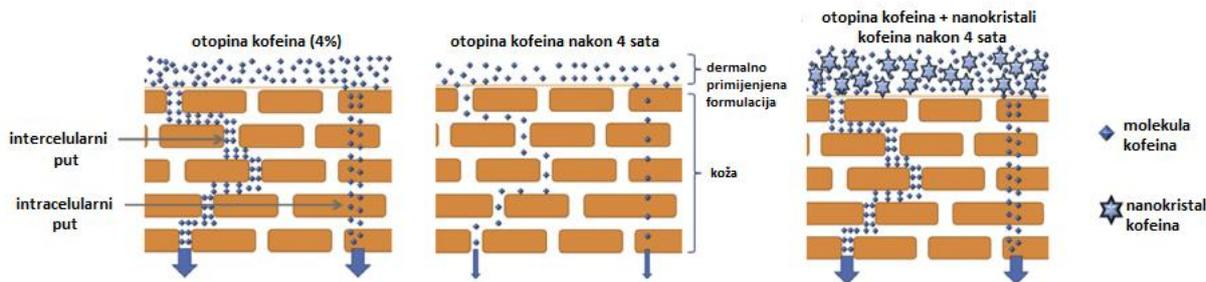 otopina kofeina (4%)
otopina kofeina nakon 4 sata
otopina kofeina + nanokristali
kofeina nakon 4 sata
dermalno
primijenjena
formulacija
intercelularni
put
intracelularni
put
koža
molekula
kofeina
nanokristal
kofeina